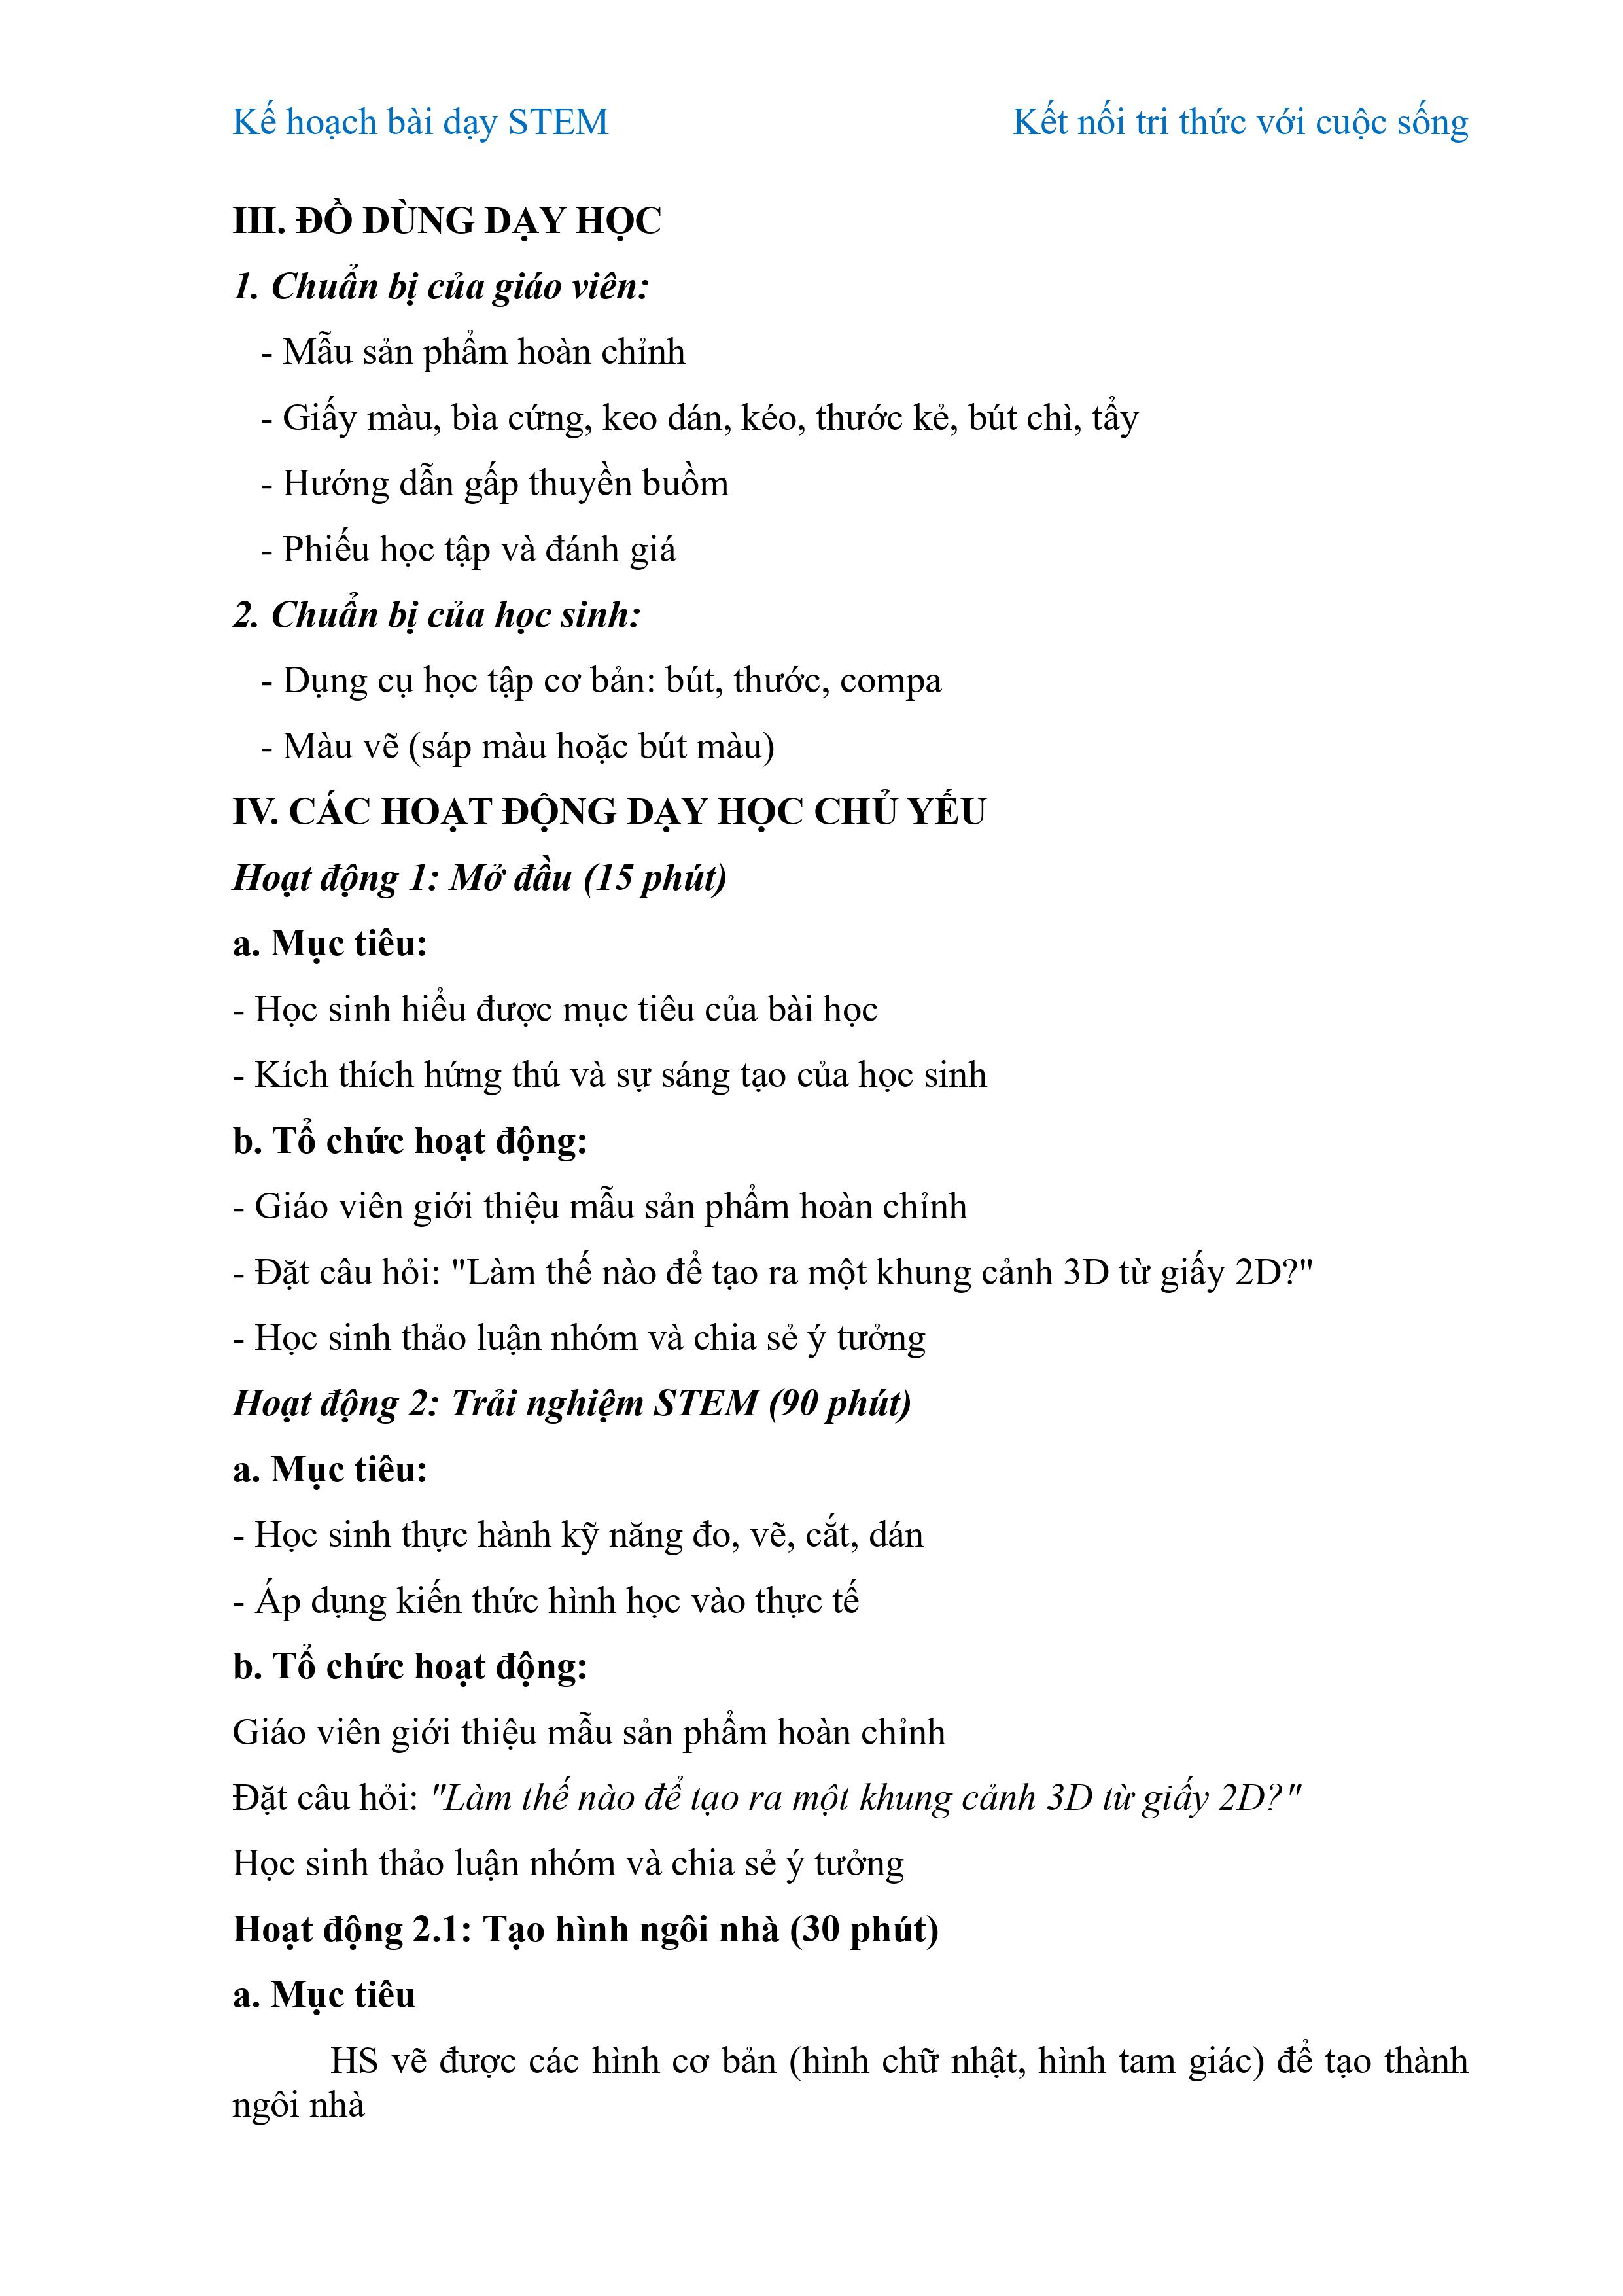 Kế hoạch bài dạy STEM Kết nối tri thức với cuộc sống
III. ĐỒ DÙNG DẠY HỌC
1. Chuẩn bị của giáo viên:
- Mẫu sản phẩm hoàn chỉnh
- Giấy màu, bìa cứng, keo dán, kéo, thước kẻ, bút chì, tẩy
- Hướng dẫn gấp thuyền buồm
- Phiếu học tập và đánh giá
2. Chuẩn bị của học sinh:
- Dụng cụ học tập cơ bản: bút, thước, compa
- Màu vẽ (sáp màu hoặc bút màu)
IV. CÁC HOẠT ĐỘNG DẠY HỌC CHỦ YẾU
Hoạt động 1: Mở đầu (15 phút)
a. Mục tiêu:
- Học sinh hiểu được mục tiêu của bài học
- Kích thích hứng thú và sự sáng tạo của học sinh
b. Tổ chức hoạt động:
- Giáo viên giới thiệu mẫu sản phẩm hoàn chỉnh
- Đặt câu hỏi: "Làm thế nào để tạo ra một khung cảnh 3D từ giấy 2D?"
- Học sinh thảo luận nhóm và chia sẻ ý tưởng
Hoạt động 2: Trải nghiệm STEM (90 phút)
a. Mục tiêu:
- Học sinh thực hành kỹ năng đo, vẽ, cắt, dán
- Áp dụng kiến thức hình học vào thực tế
b. Tổ chức hoạt động:
Giáo viên giới thiệu mẫu sản phẩm hoàn chỉnh
Đặt câu hỏi: "Làm thế nào để tạo ra một khung cảnh 3D từ giấy 2D?"
Học sinh thảo luận nhóm và chia sẻ ý tưởng
Hoạt động 2.1: Tạo hình ngôi nhà (30 phút)
a. Mục tiêu
HS vẽ được các hình cơ bản (hình chữ nhật, hình tam giác) để tạo thành
ngôi nhà